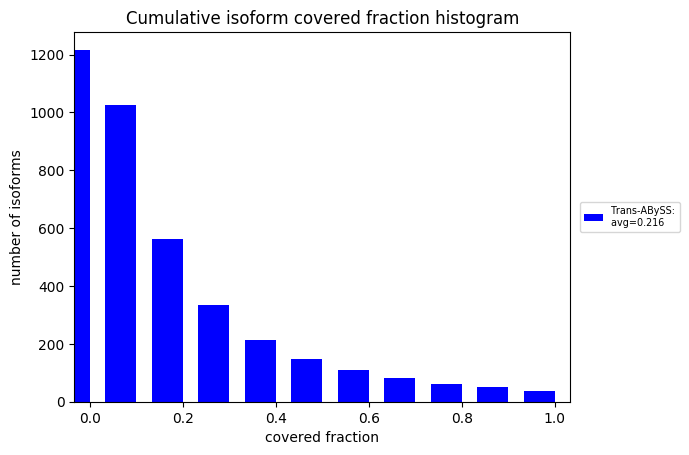 Cumulative isoform covered fraction histogram
number of isoforms
1200
1000
800
600
400
200
0
0.0 0.2 0.4 0.6 0.8 1.0
covered fraction
Trans-ABySS:
avg=0.216